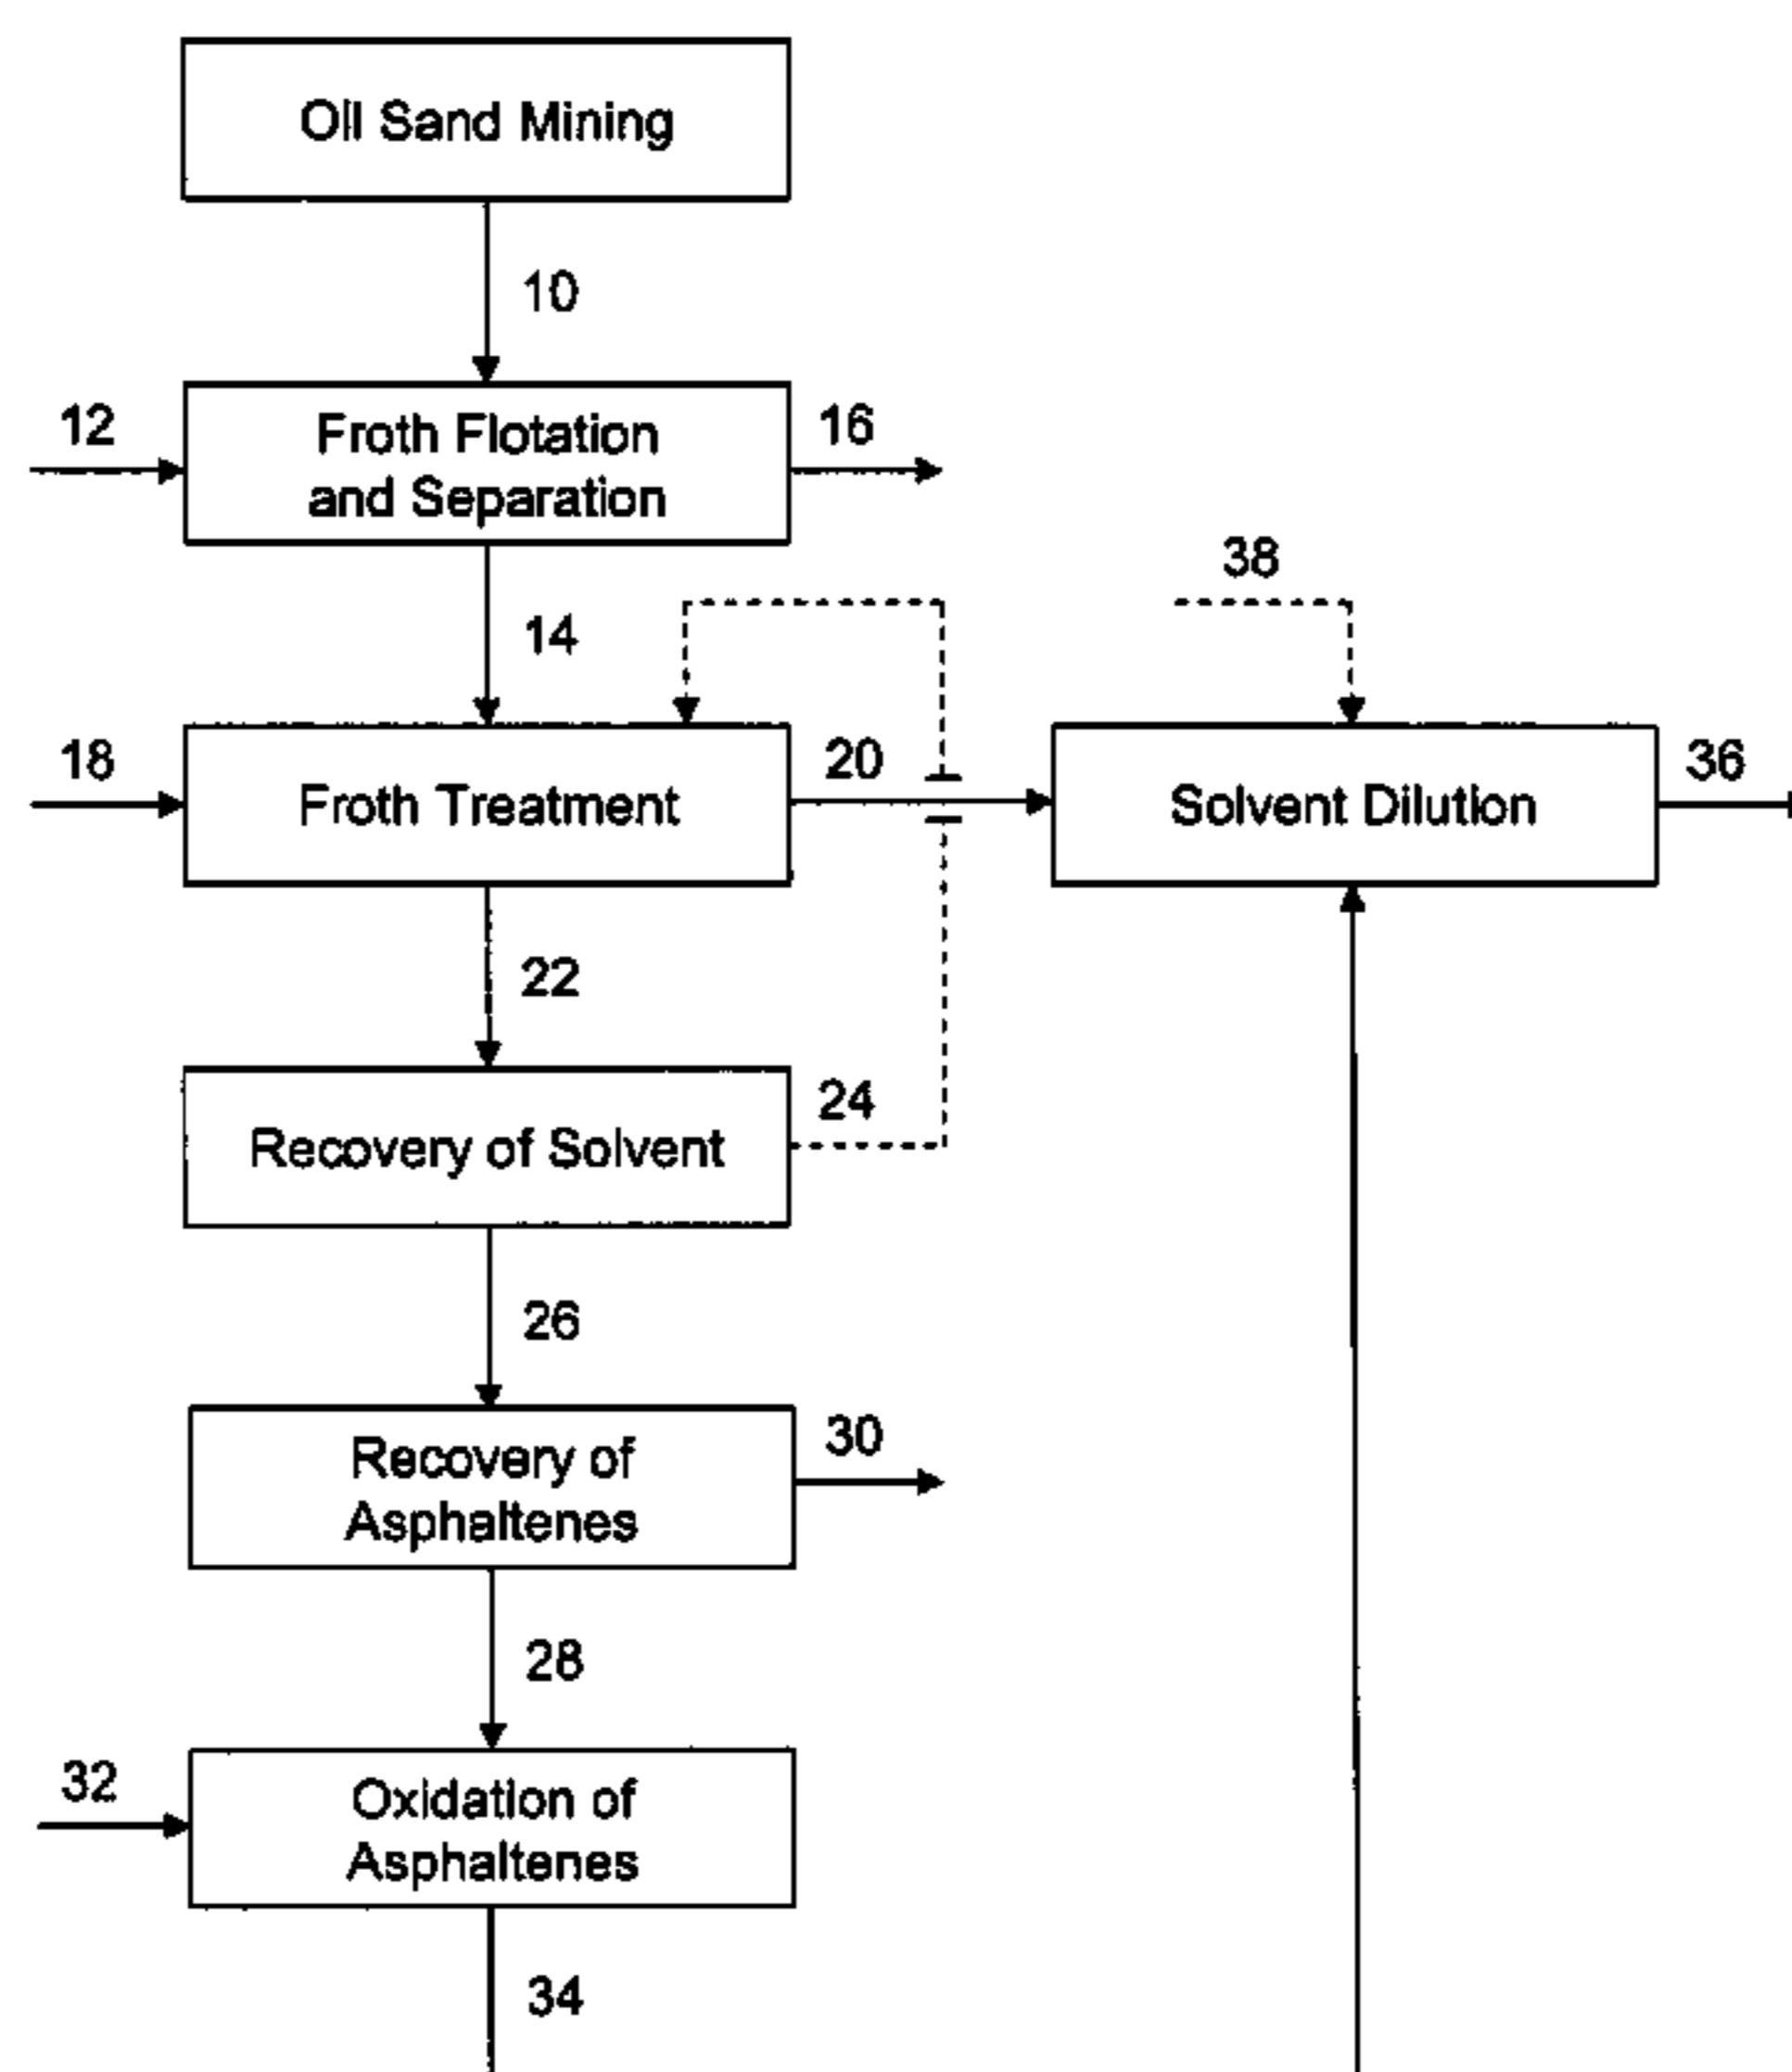 Oil Sand Mining
10
12
Froth Flotation
and Separation
16
38
14
18
Froth Treatment
20
Solvent Dilution
36
22
Recovery of Solvent
24
26
Recovery of
Asphaltenes
30
28
32
Oxidation of
Asphaltenes
34